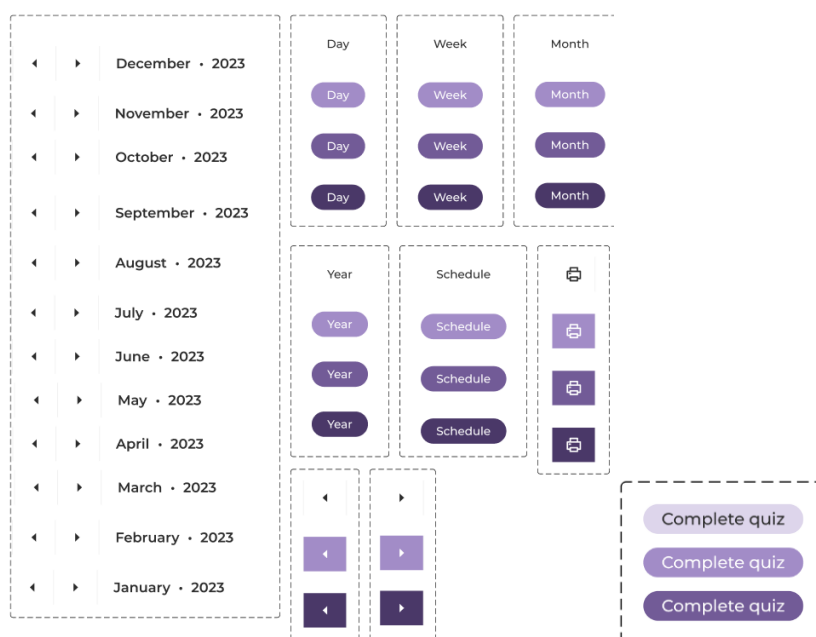 December • 2023
November • 2023
October • 2023
September • 2023
August • 2023
July • 2023
June • 2023
May • 2023
April • 2023
March • 2023
February • 2023
January • 2023
Day
Day
Day
Day
Week
Week
Week
Week
Month
Month
Month
Month
Year
Year
Year
Year
Schedule
Schedule
Schedule
Schedule
Complete quiz
Complete quiz
Complete quiz